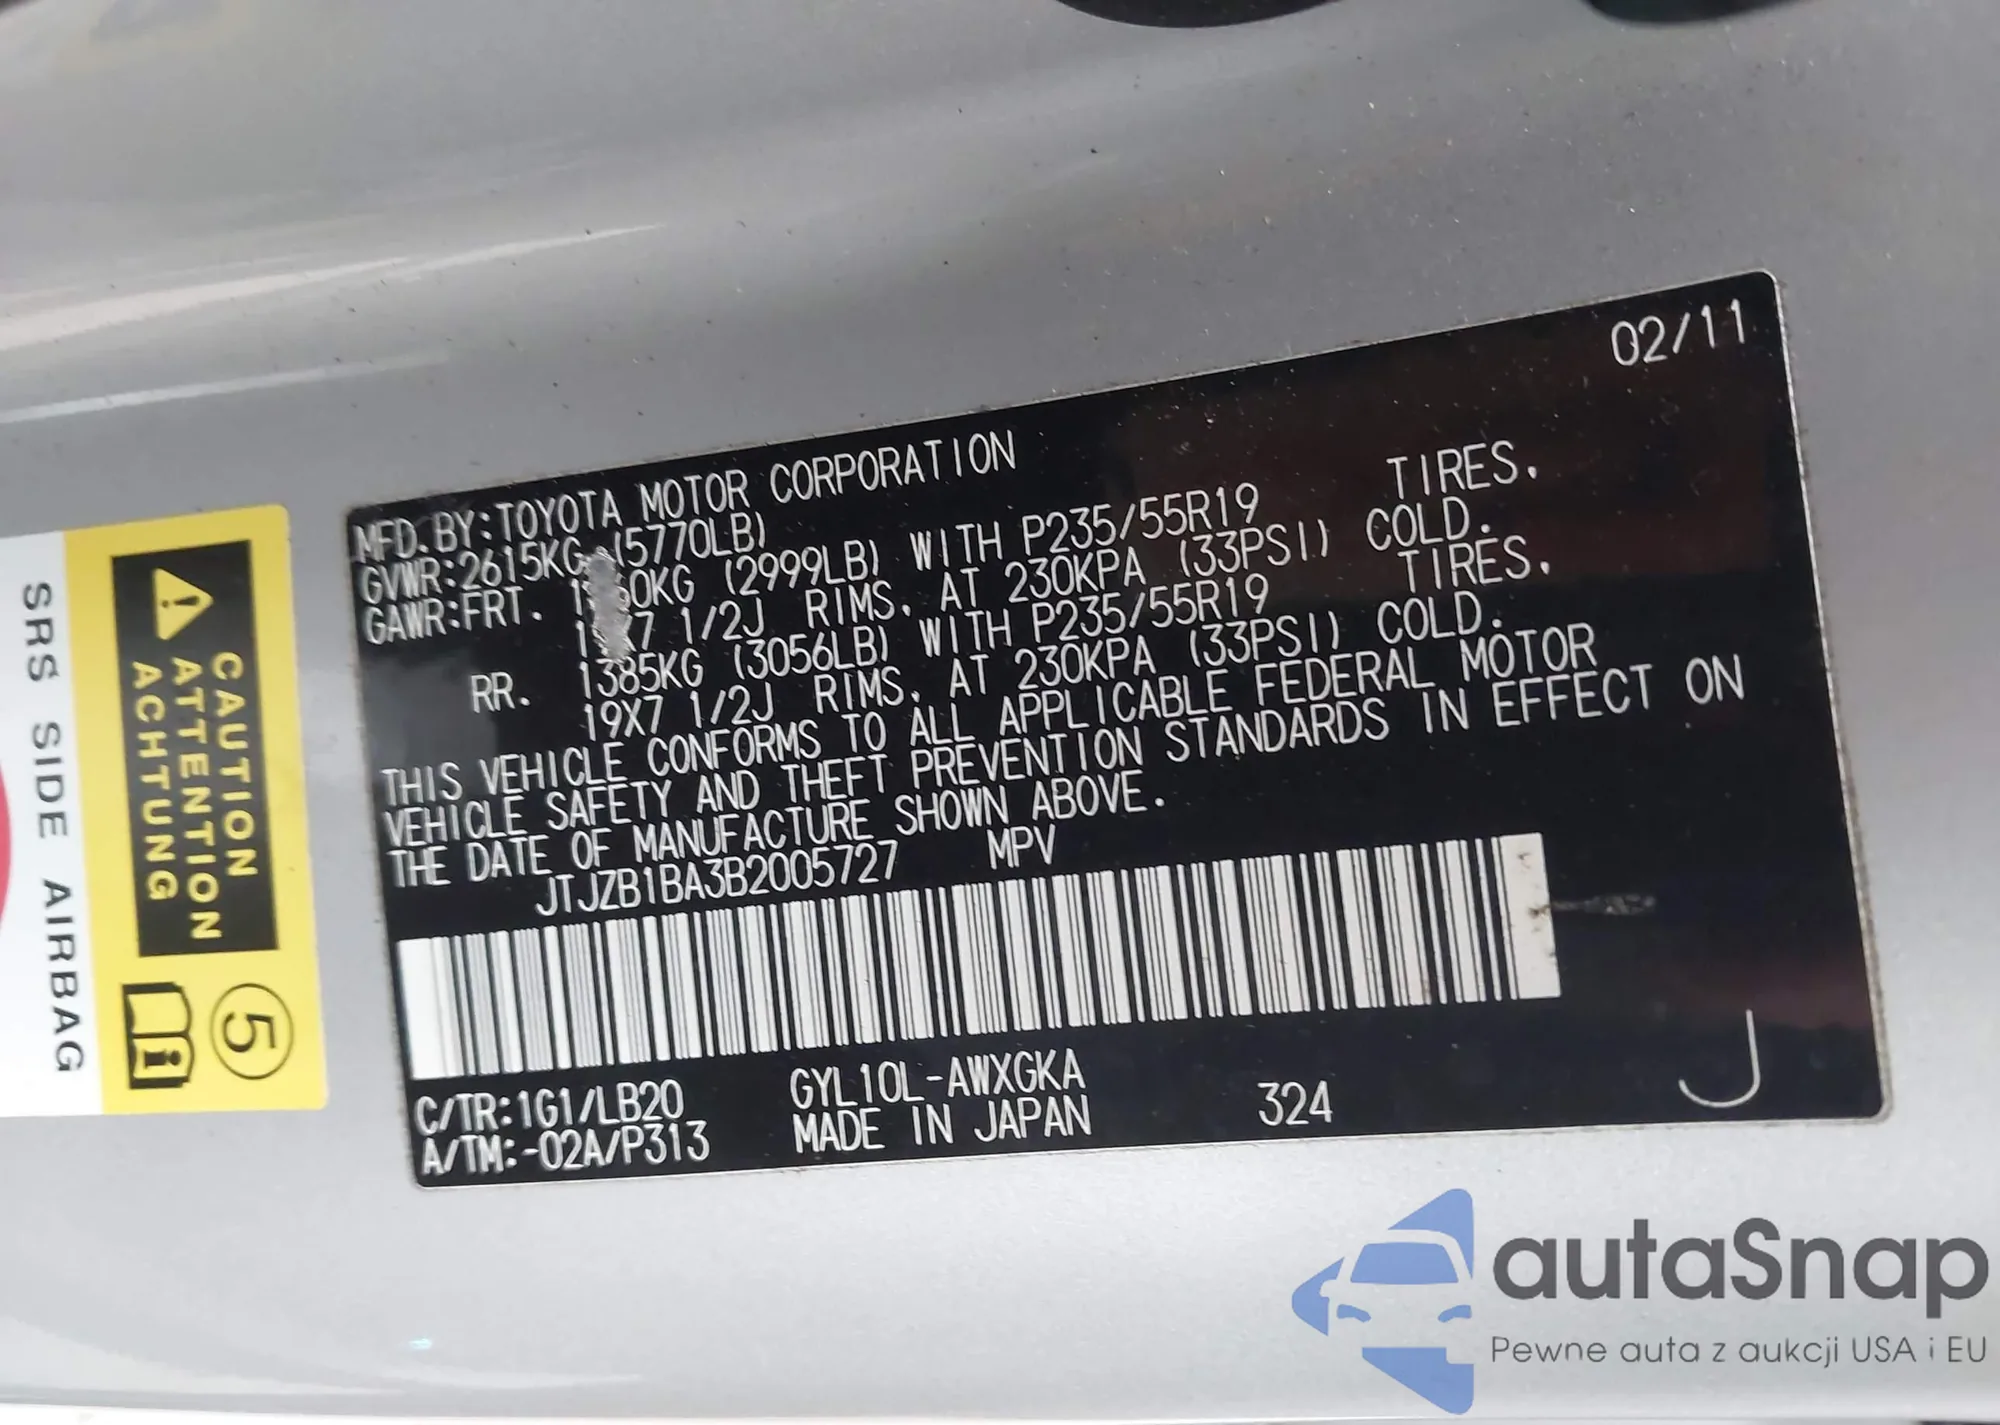 02/11
MFD.BY:TOYOTA MOTOR CORPORATION
GVWR:2615KG (5770LB)
GAWR:FRT. (2999LB) WITH P235/55R19 TIRES.
1/2J RIMS, AT 230KPA (33PSI) COLD.
RR. 1385KG (3056LB) WITH P235/55R19 TIRES.
19X7 1/2J RIMS, AT 230KPA (33PSI) COLD.
THIS VEHICLE CONFORMS TO ALL APPLICABLE FEDERAL MOTOR
VEHICLE SAFETY AND THEFT PREVENTION STANDARDS IN EFFECT ON
THE DATE OF MANUFACTURE SHOWN ABOVE.
JTJZB1BA3B2005727 MPV
C/TR:1G1/LB20 GYL10L-AWXGKA
A/TM:-02A/P313 MADE IN JAPAN 324
J
CAUTION
ATTENTION
ACHTUNG
5
i
SRS SIDE AIRBAG
autaSnap
Pewne auta z aukcji USA i EU